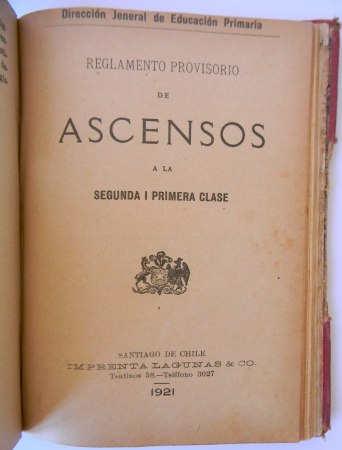 Dirección Jeneral de Educación Primaria
REGLAMENTO PROVISORIO
DE
ASCENSOS
A LA
SEGUNDA I PRIMERA CLASE
SANTIAGO DE CHILE
IMPRENTA LAGUNAS & CO.
Teatinos 58.—Teléfono 3027
1921